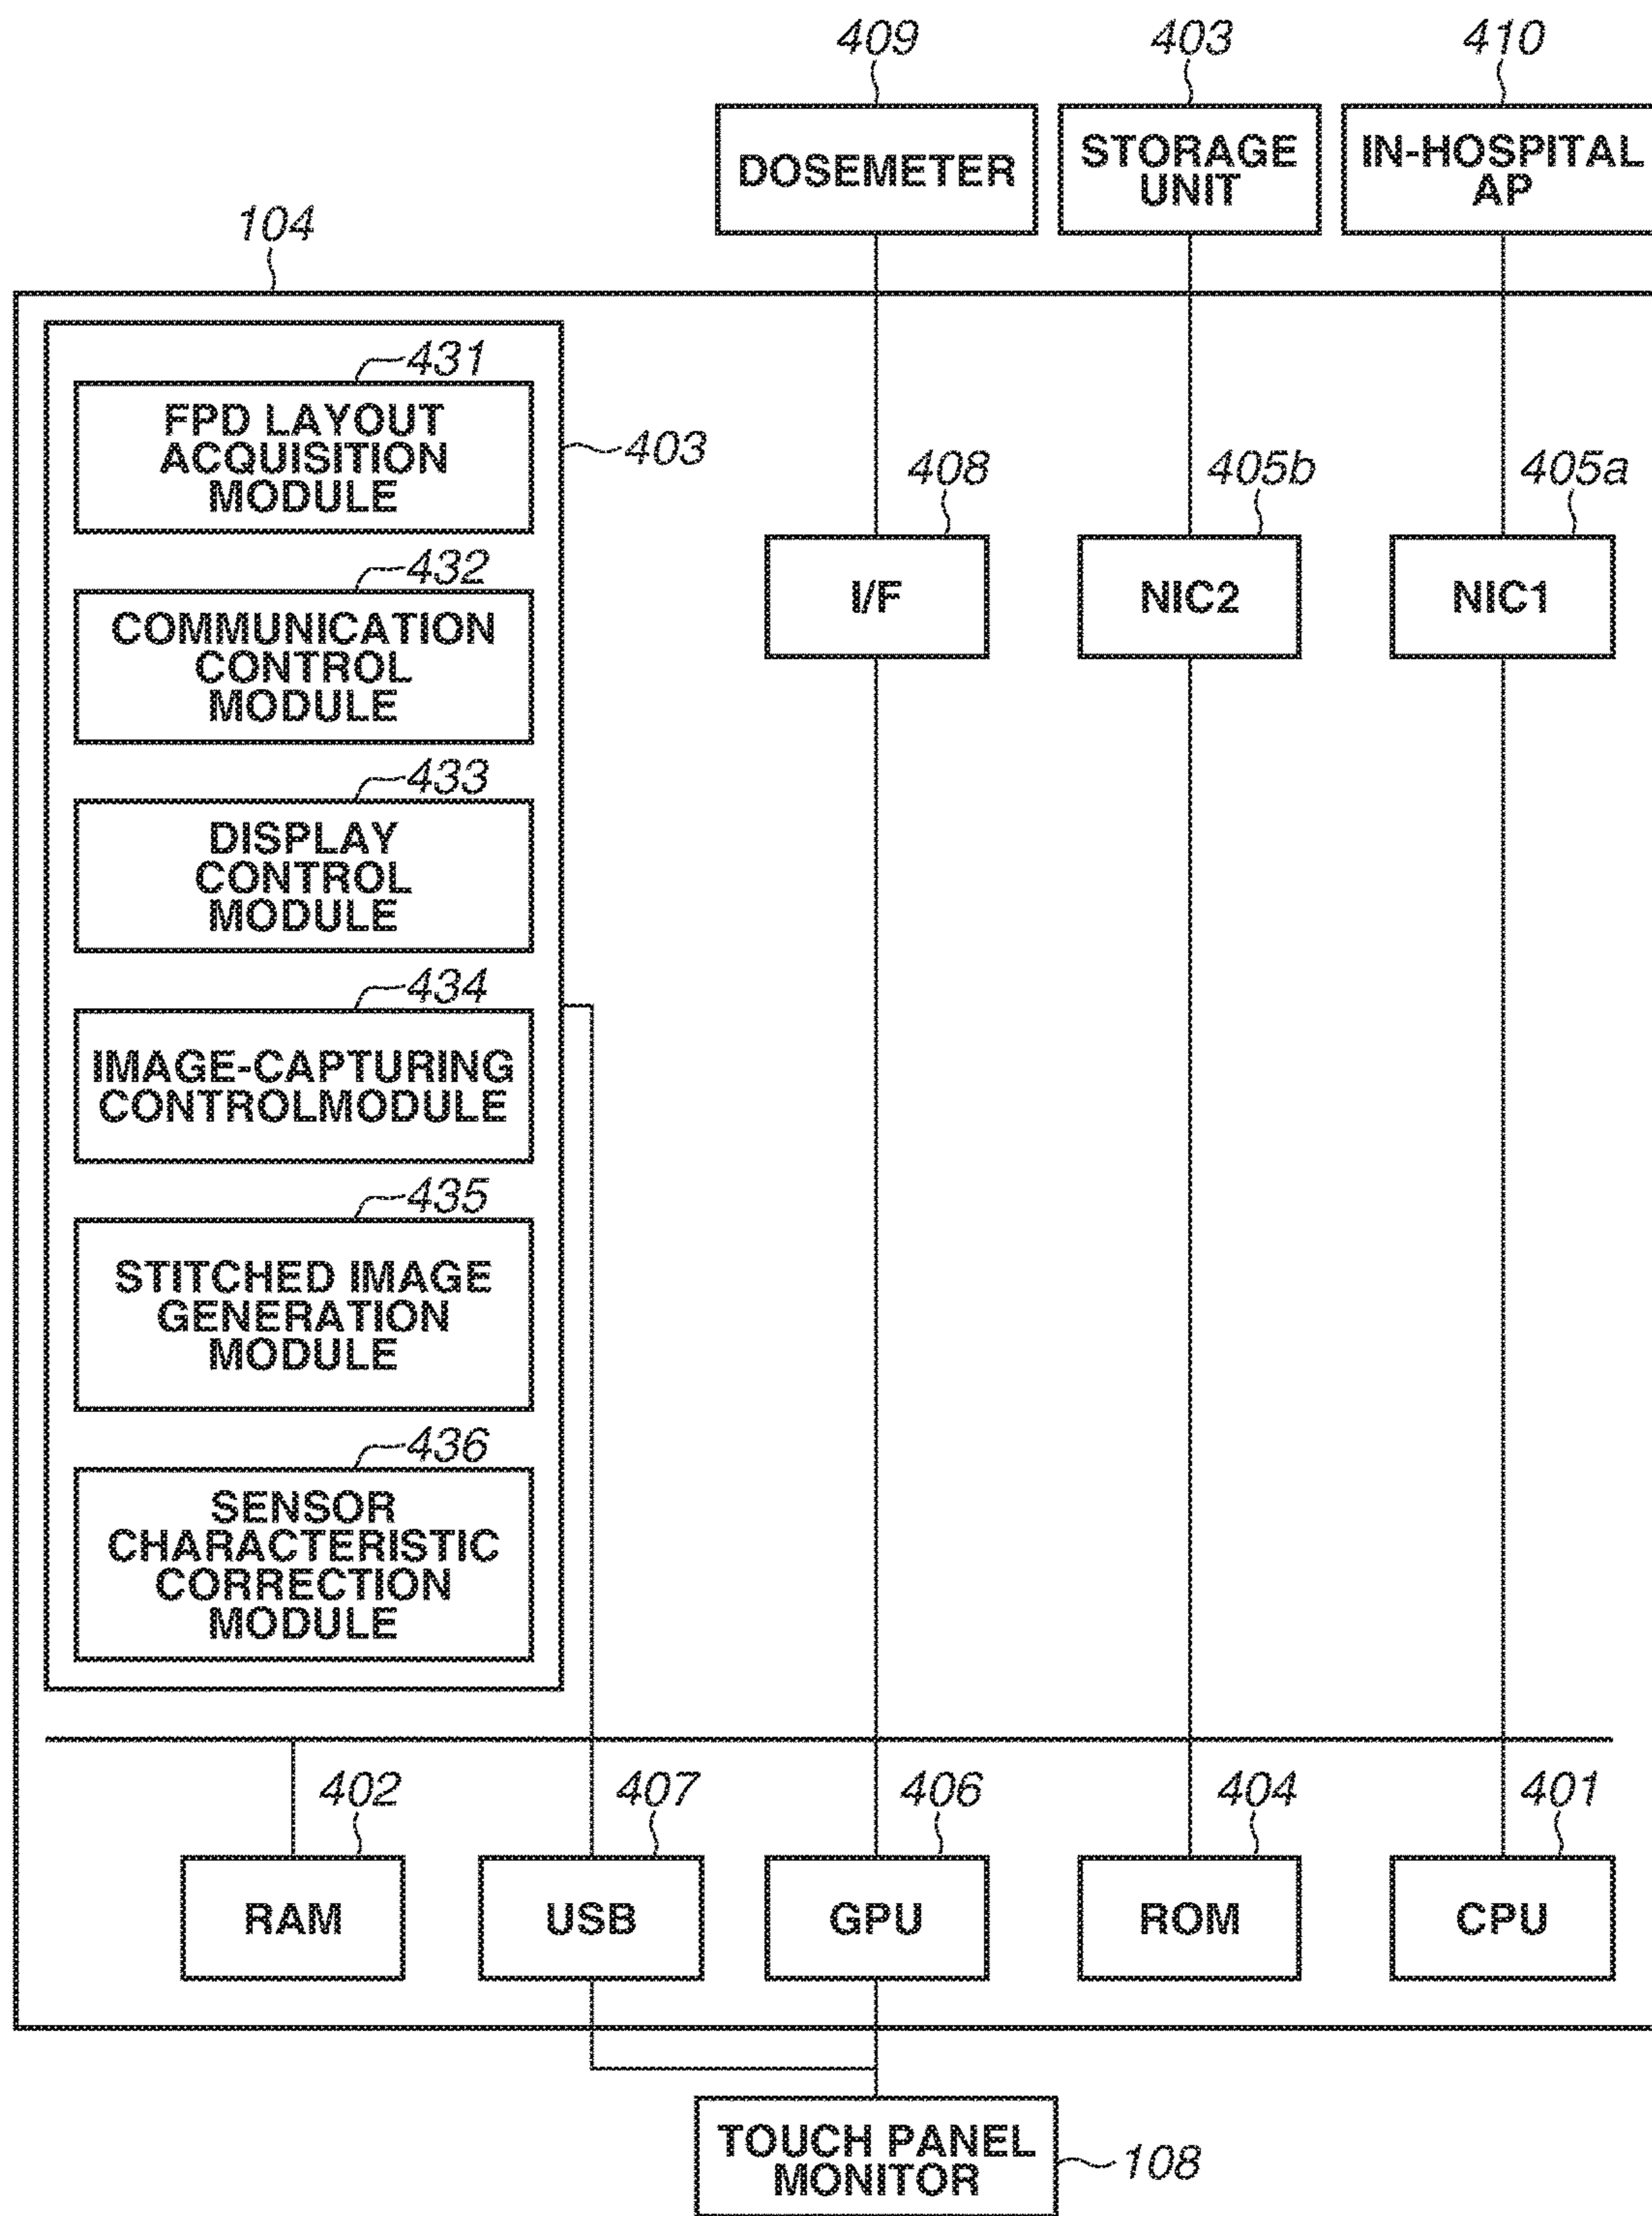 409
403
410
DOSEMETER
STORAGE
UNIT
IN-HOSPITAL
AP
104
431
FPD LAYOUT
ACQUISITION
MODULE
403
432
COMMUNICATION
CONTROL
MODULE
433
DISPLAY
CONTROL
MODULE
434
IMAGE-CAPTURING
CONTROLMODULE
435
STITCHED IMAGE
GENERATION
MODULE
436
SENSOR
CHARACTERISTIC
CORRECTION
MODULE
408
405b
405a
I/F
NIC2
NIC1
402
407
406
404
401
RAM
USB
GPU
ROM
CPU
TOUCH PANEL
MONITOR
108